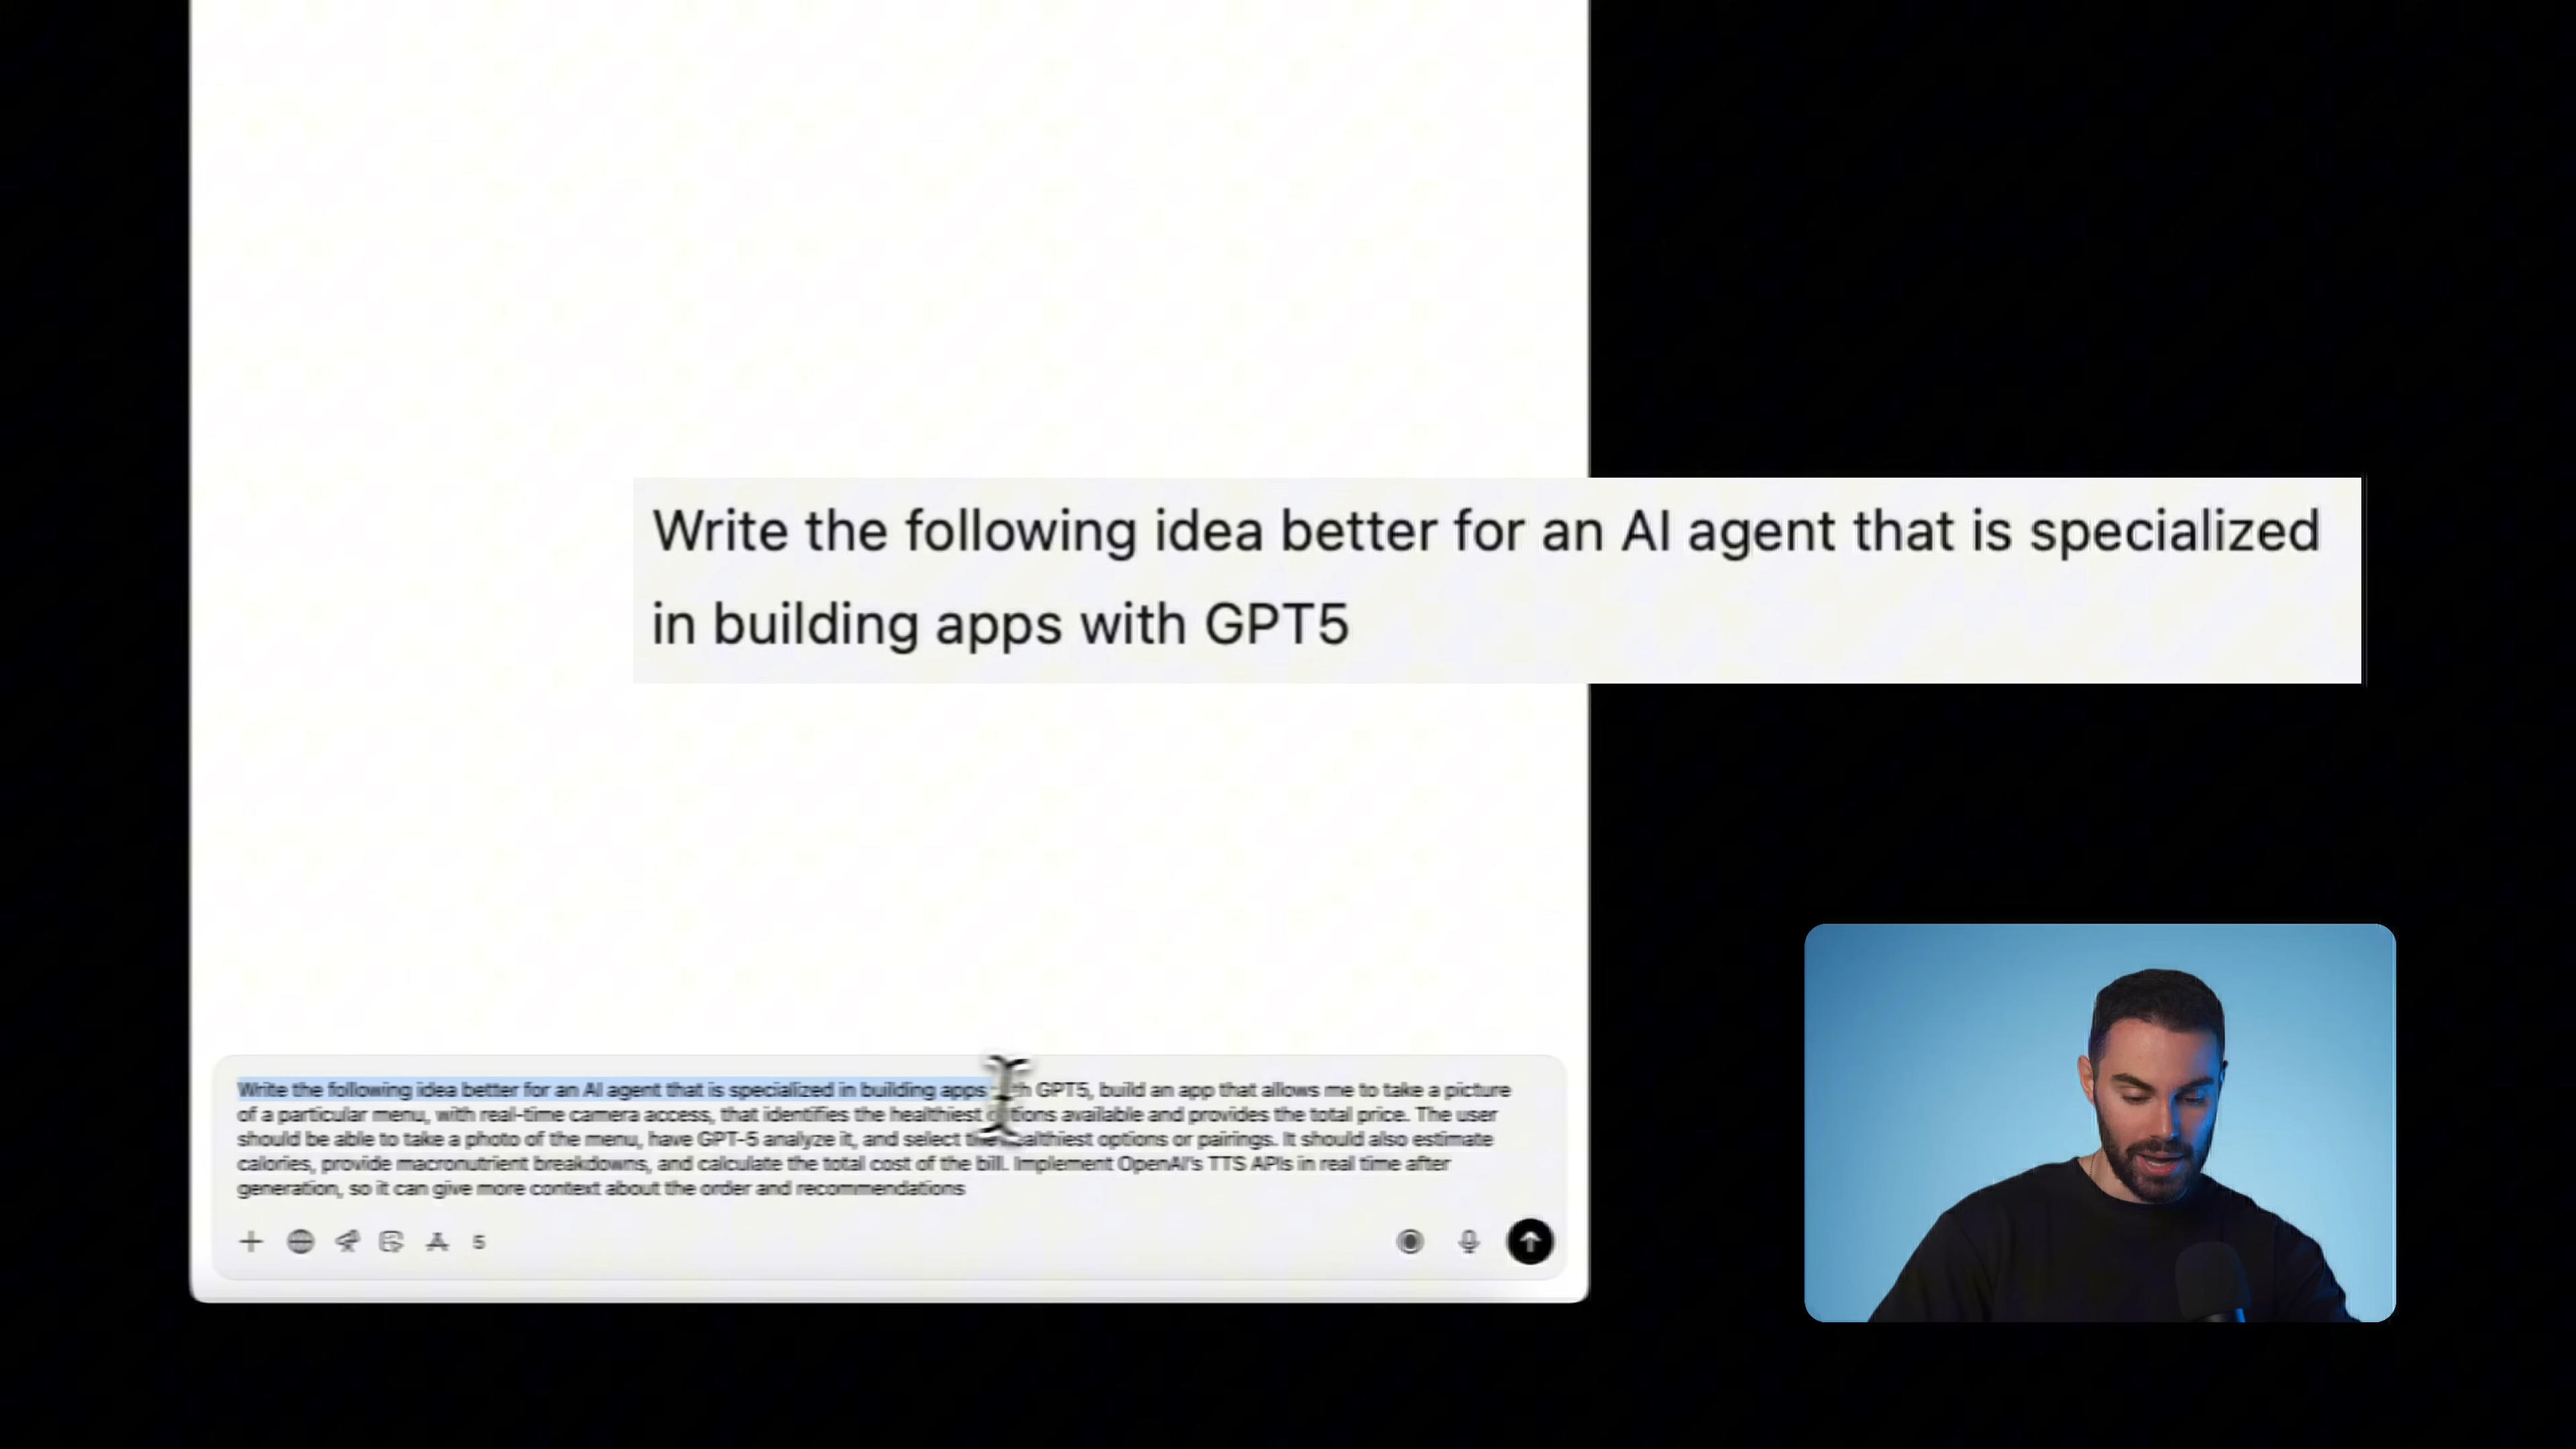 Write the following idea better for an AI agent that is specialized
in building apps with GPT5
Write the following idea better for an AI agent that is specialized in building apps th GPT5, build an app that allows me to take a picture
of a particular menu, with real-time camera access, that identifies the healthiest options available and provides the total price. The user
should be able to take a photo of the menu, have GPT-5 analyze it, and select the healthiest options or pairings. It should also estimate
calories, provide macronutrient breakdowns, and calculate the total cost of the bill. Implement OpenAI's TTS APIs in real time after
generation, so it can give more context about the order and recommendations
5